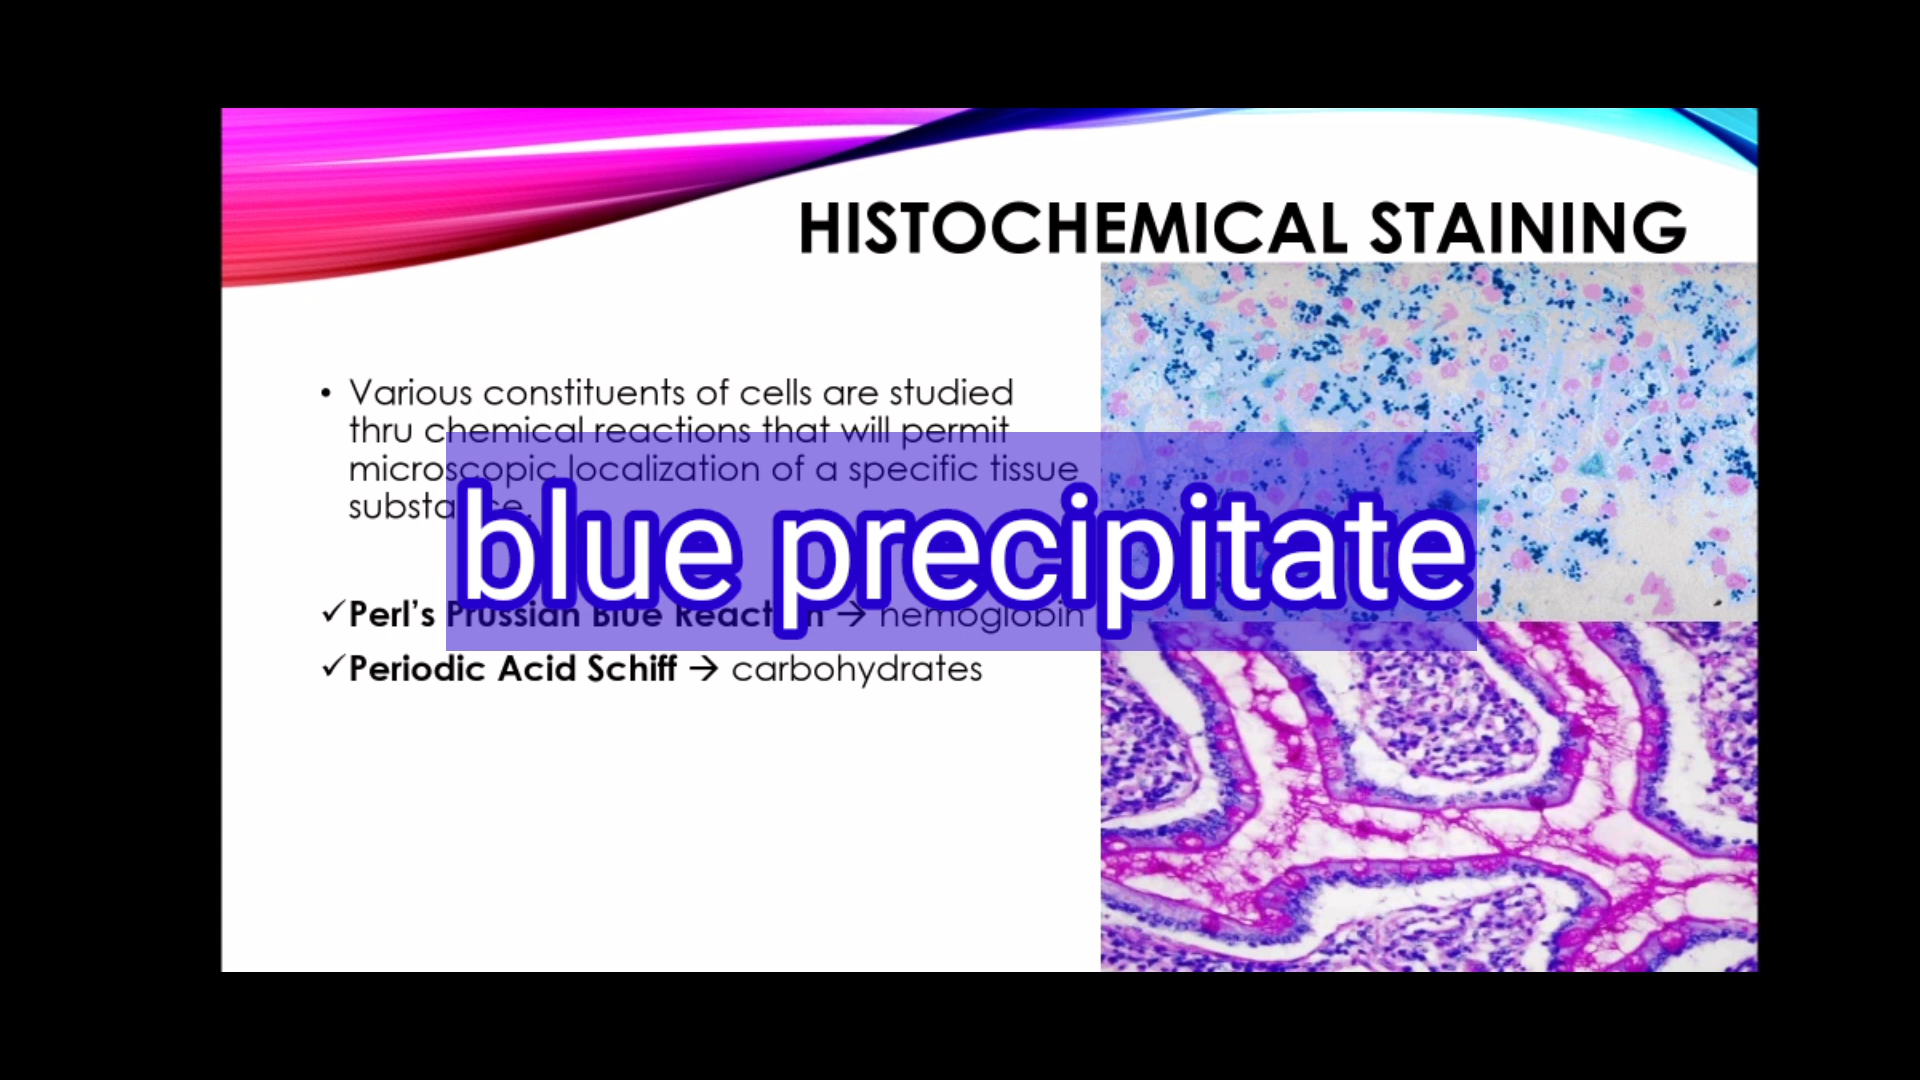 HISTOCHEMICAL STAINING
• Various constituents of cells are studied
thru chemical reactions that will permit
microscopic localization of a specific tissue
substance.
blue precipitate
✓Perl’s Prussian Blue Reaction → hemoglobin
✓Periodic Acid Schiff → carbohydrates